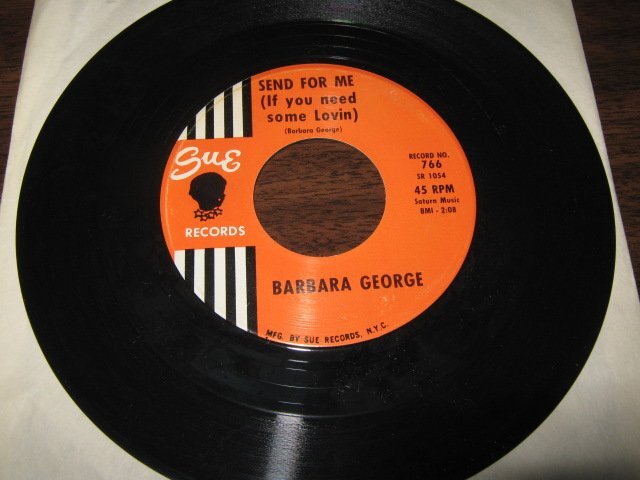 SEND FOR ME
(If you need
some Lovin)
(Barbara George)
Sue
RECORDS
RECORD NO.
766
SR 1054
45 RPM
Saturn Music
BMI - 2:08
BARBARA GEORGE
MFG. BY SUE RECORDS, N.Y.C.